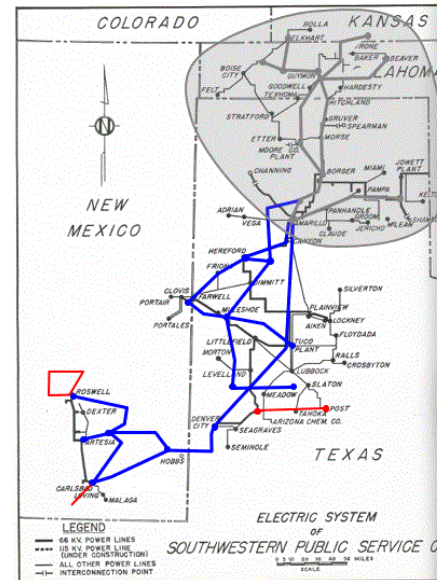 COLORADO
KANSAS
ROLLA
ELKHART
TYRONE
BAKER
BEAVER
BOISE
CITY
GUYMON
LAHOMA
GOODWELL
TEXHOMA
HARDESTY
FELT
HITCHLAND
STRATFORD
GRUVER
SPEARMAN
ETTER
MOORE CO.
PLANT
MORSE
N
CHANNING
BORGER
MIAMI
JOWETT
PLANT
PAMPA
NEW
MEXICO
ADRIAN
VEGA
AMARILLO
PANHANDLE
GROOM
JERICHO
McLEAN
CLAUDE
CANYON
HEREFORD
FRIONA
DIMMITT
SILVERTON
CLOVIS
PORTAIR
FARWELL
PORTALES
MULESHOE
PLAINVIEW
AIKEN
LOCKNEY
FLOYDADA
LITTLEFIELD
TUCO
PLANT
MORTON
RALLS
CROSBYTON
LEVELLAND
LUBBOCK
SLATON
MEADOW
POST
TAHOKA
ARIZONA CHEM. CO.
ROSWELL
DEXTER
DENVER
CITY
SEAGRAVES
SEMINOLE
ARTESIA
HOBBS
TEXAS
CARLSBAD
LOVING
MALAGA
LEGEND
66 KV. POWER LINES
115 KV. POWER LINE
(UNDER CONSTRUCTION)
ALL OTHER POWER LINES
INTERCONNECTION POINT
ELECTRIC SYSTEM
OF
SOUTHWESTERN PUBLIC SERVICE
MILES
SCALE